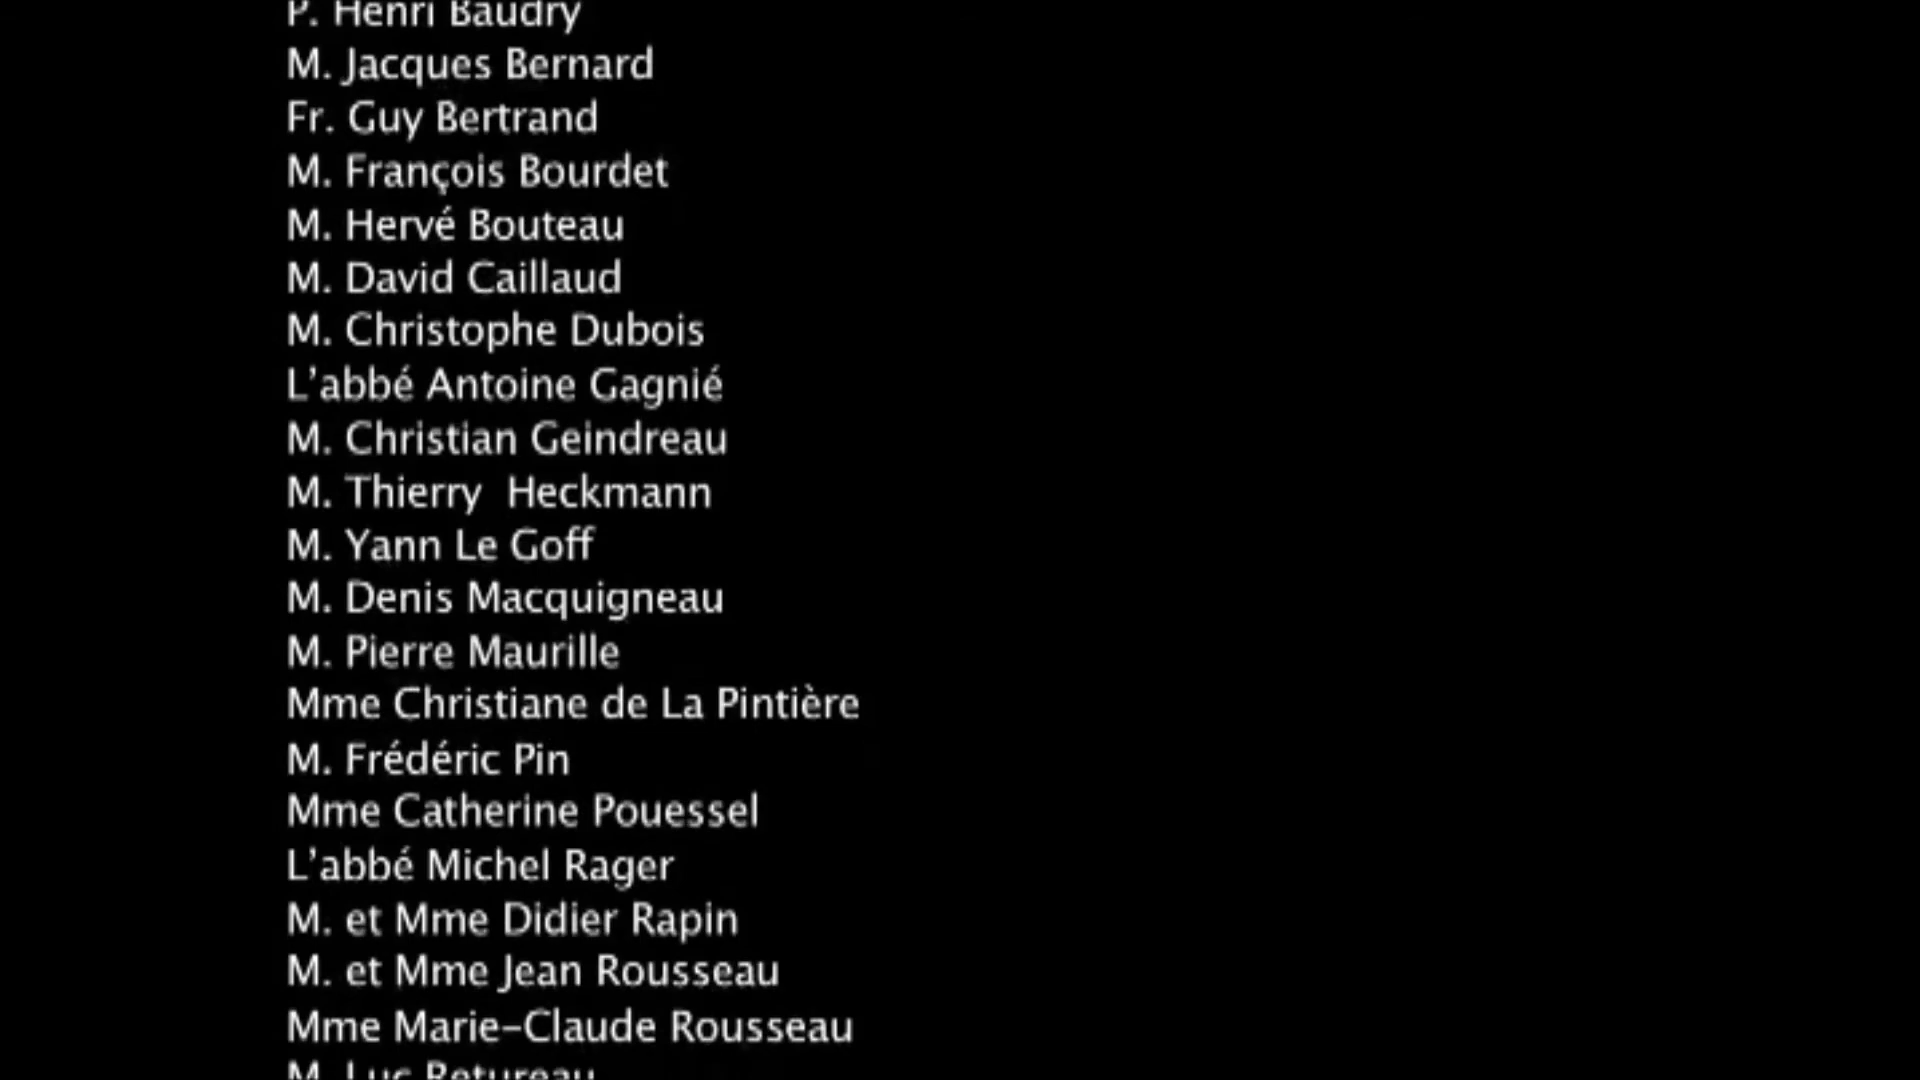 P. Henri Baudry
M. Jacques Bernard
Fr. Guy Bertrand
M. François Bourdet
M. Hervé Bouteau
M. David Caillaud
M. Christophe Dubois
L’abbé Antoine Gagnié
M. Christian Geindreau
M. Thierry  Heckmann
M. Yann Le Goff
M. Denis Macquigneau
M. Pierre Maurille
Mme Christiane de La Pintière
M. Frédéric Pin
Mme Catherine Pouessel
L’abbé Michel Rager
M. et Mme Didier Rapin
M. et Mme Jean Rousseau
Mme Marie-Claude Rousseau
M. Luc Retureau